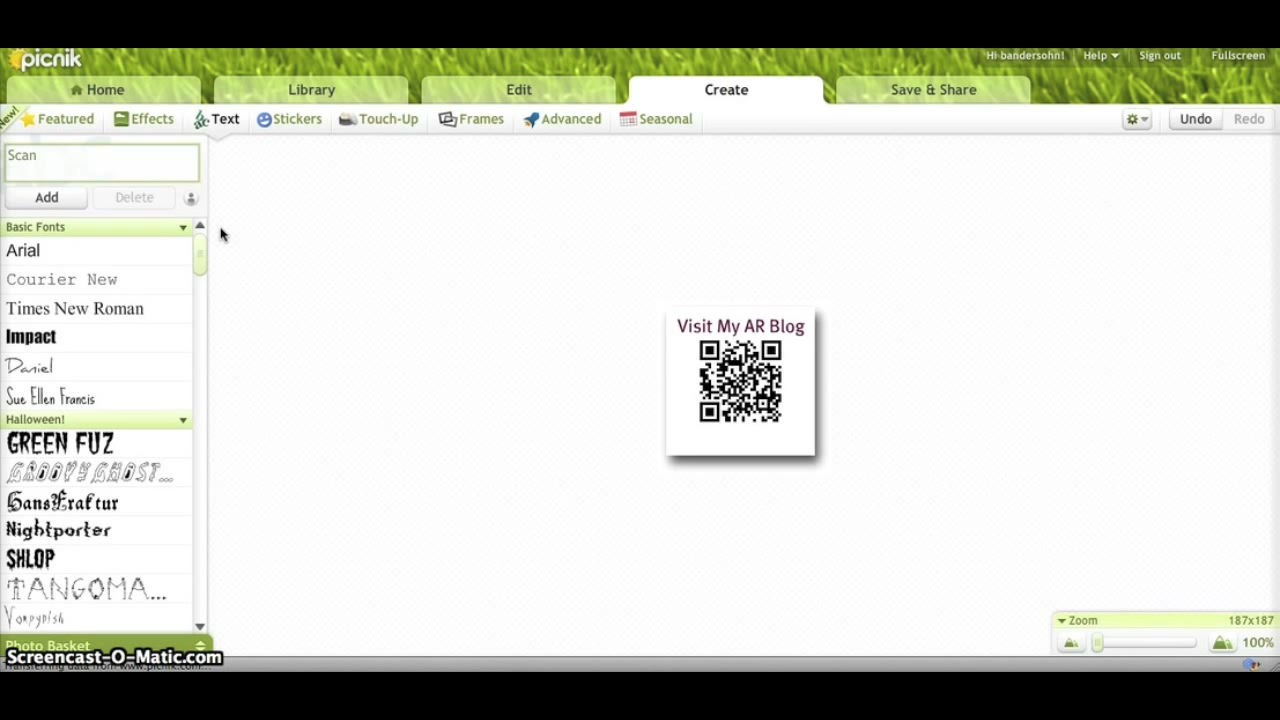 picnik
Hi bandersohn! Help Sign out Fullscreen
Home Library Edit Create Save & Share
New! Featured Effects Text Stickers Touch-Up Frames Advanced Seasonal Undo Redo
Scan
Add Delete
Basic Fonts
Arial
Courier New
Times New Roman
Impact
Daniel
Sue Ellen Francis
Halloween!
GREEN FUZ
GROOVY GHOST...
HansFraktur
Nightporter
SHLOP
TANGOMA...
Visit My AR Blog
Zoom 187x187
100%
Photo Basket
Screencast-O-Matic.com